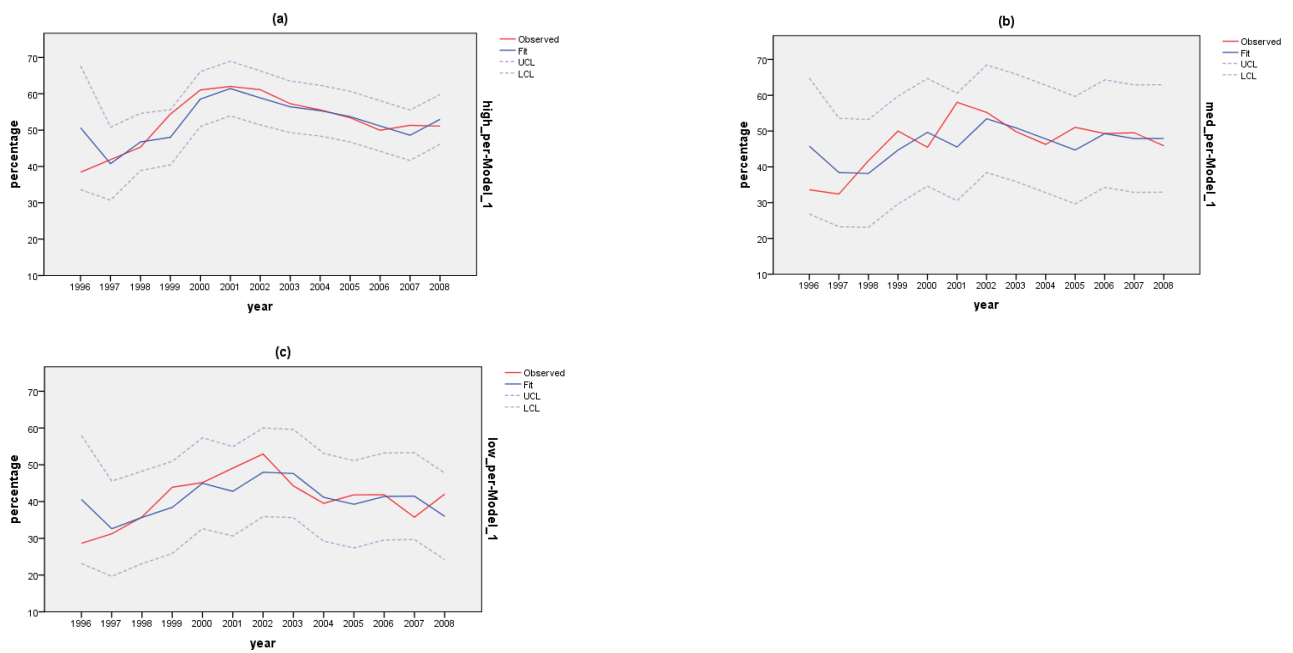 (a)
Observed
Fit
UCL
LCL
percentage
70
60
50
40
30
20
10
1996 1997 1998 1999 2000 2001 2002 2003 2004 2005 2006 2007 2008
year
high_per-Model_1
(b)
Observed
Fit
UCL
LCL
percentage
70
60
50
40
30
20
10
1996 1997 1998 1999 2000 2001 2002 2003 2004 2005 2006 2007 2008
year
med_per-Model_1
(c)
Observed
Fit
UCL
LCL
percentage
70
60
50
40
30
20
10
1996 1997 1998 1999 2000 2001 2002 2003 2004 2005 2006 2007 2008
year
low_per-Model_1